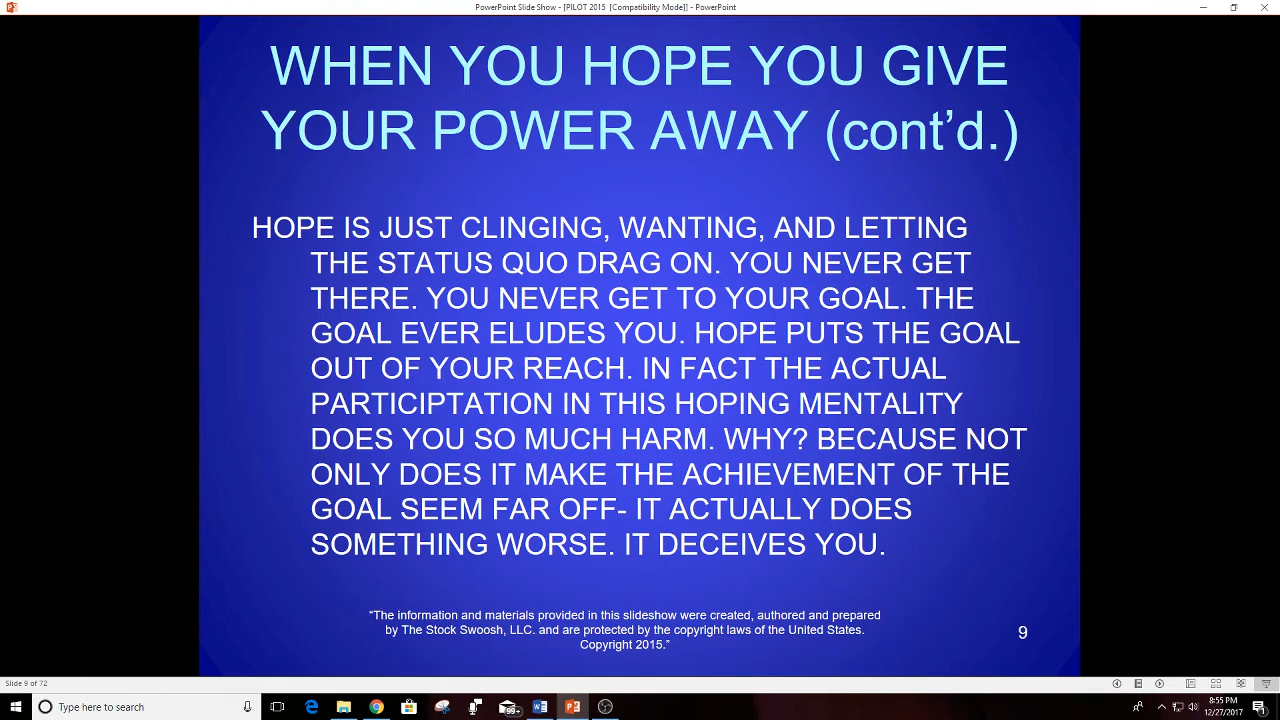 PowerPoint Slide Show - [PILOT 2015 [Compatibility Mode]] - PowerPoint
WHEN YOU HOPE YOU GIVE
YOUR POWER AWAY (cont’d.)
HOPE IS JUST CLINGING, WANTING, AND LETTING
THE STATUS QUO DRAG ON. YOU NEVER GET
THERE. YOU NEVER GET TO YOUR GOAL. THE
GOAL EVER ELUDES YOU. HOPE PUTS THE GOAL
OUT OF YOUR REACH. IN FACT THE ACTUAL
PARTICIPTATION IN THIS HOPING MENTALITY
DOES YOU SO MUCH HARM. WHY? BECAUSE NOT
ONLY DOES IT MAKE THE ACHIEVEMENT OF THE
GOAL SEEM FAR OFF- IT ACTUALLY DOES
SOMETHING WORSE. IT DECEIVES YOU.
“The information and materials provided in this slideshow were created, authored and prepared
by The Stock Swoosh, LLC. and are protected by the copyright laws of the United States.
Copyright 2015.”
9
Slide 9 of 72
Type here to search
99+
8:55 PM
12/27/2017
1